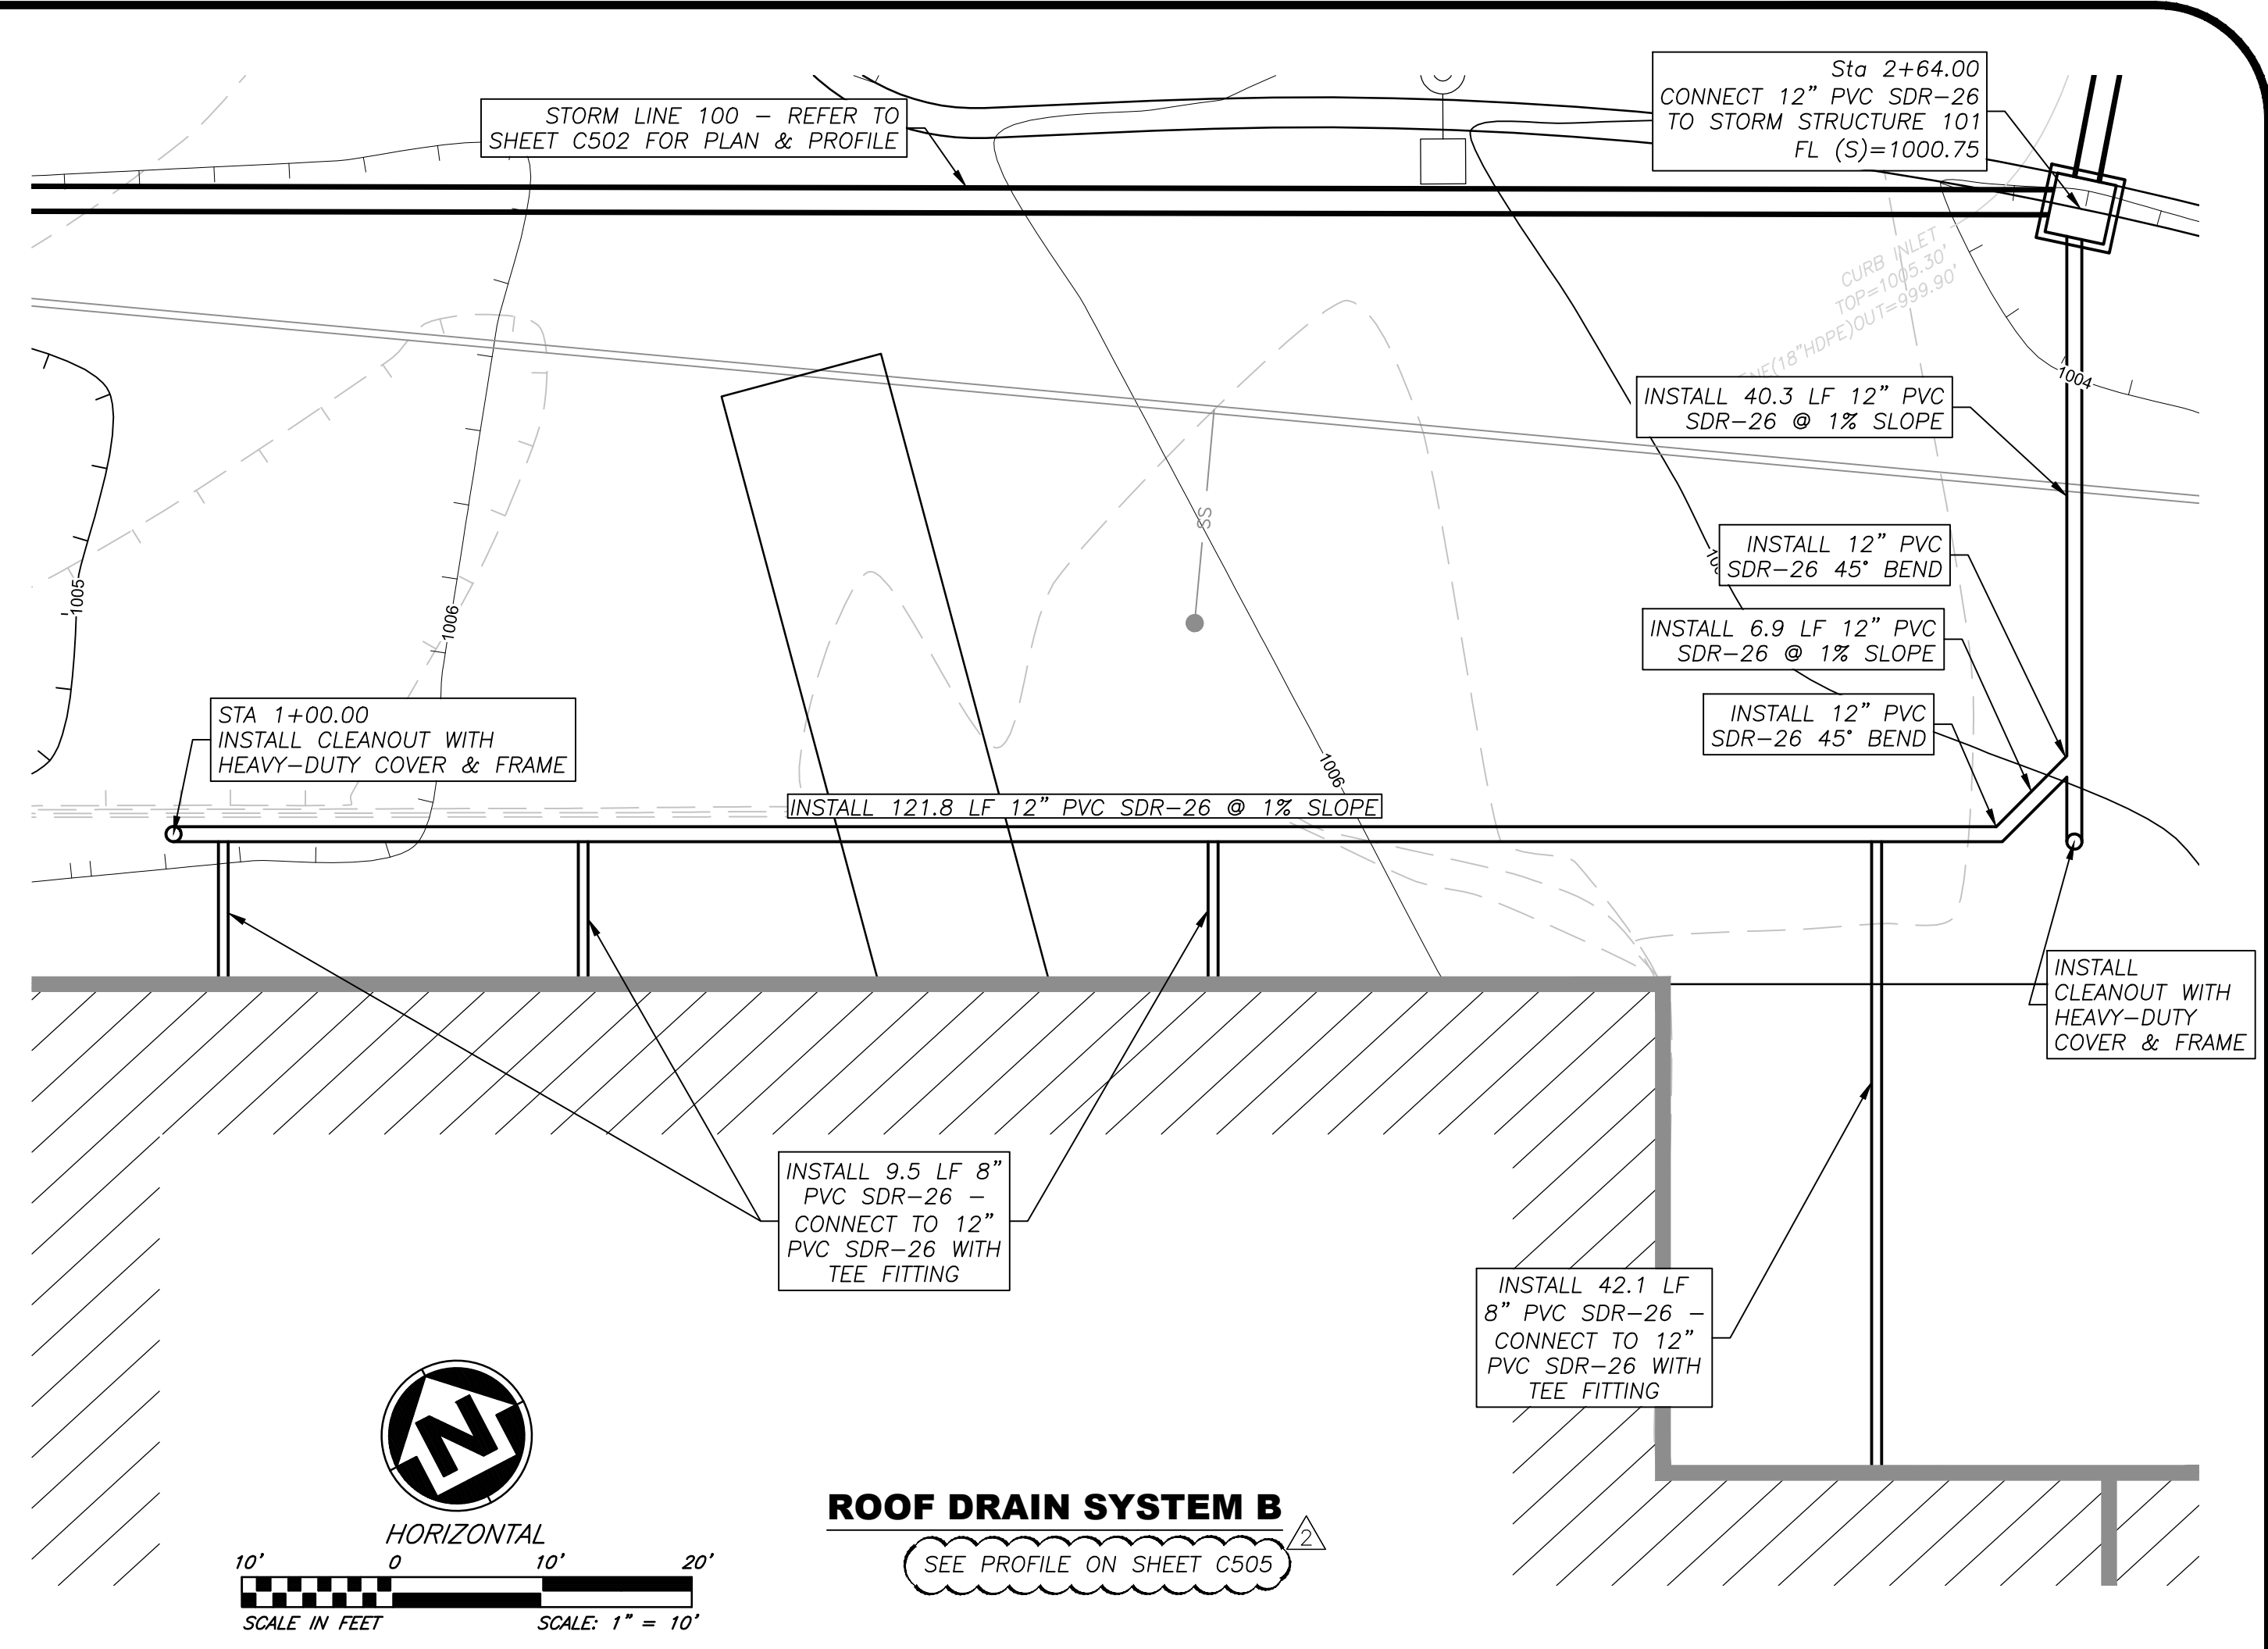 STORM LINE 100 – REFER TO
SHEET C502 FOR PLAN & PROFILE
Sta 2+64.00
CONNECT 12” PVC SDR-26
TO STORM STRUCTURE 101
FL (S)=1000.75
CURB INLET -
TOP=1005.30'
(18"HDPE)OUT=999.90'
1004
INSTALL 40.3 LF 12” PVC
SDR-26 @ 1% SLOPE
SS
INSTALL 12” PVC
SDR-26 45° BEND
1005
1006
INSTALL 6.9 LF 12” PVC
SDR-26 @ 1% SLOPE
INSTALL 12” PVC
SDR-26 45° BEND
STA 1+00.00
INSTALL CLEANOUT WITH
HEAVY-DUTY COVER & FRAME
1006
INSTALL 121.8 LF 12” PVC SDR-26 @ 1% SLOPE
INSTALL
CLEANOUT WITH
HEAVY-DUTY
COVER & FRAME
INSTALL 9.5 LF 8”
PVC SDR-26 –
CONNECT TO 12”
PVC SDR-26 WITH
TEE FITTING
INSTALL 42.1 LF
8” PVC SDR-26 –
CONNECT TO 12”
PVC SDR-26 WITH
TEE FITTING
N
HORIZONTAL
10' 0 10' 20'
SCALE IN FEET SCALE: 1” = 10'
ROOF DRAIN SYSTEM B
2
SEE PROFILE ON SHEET C505